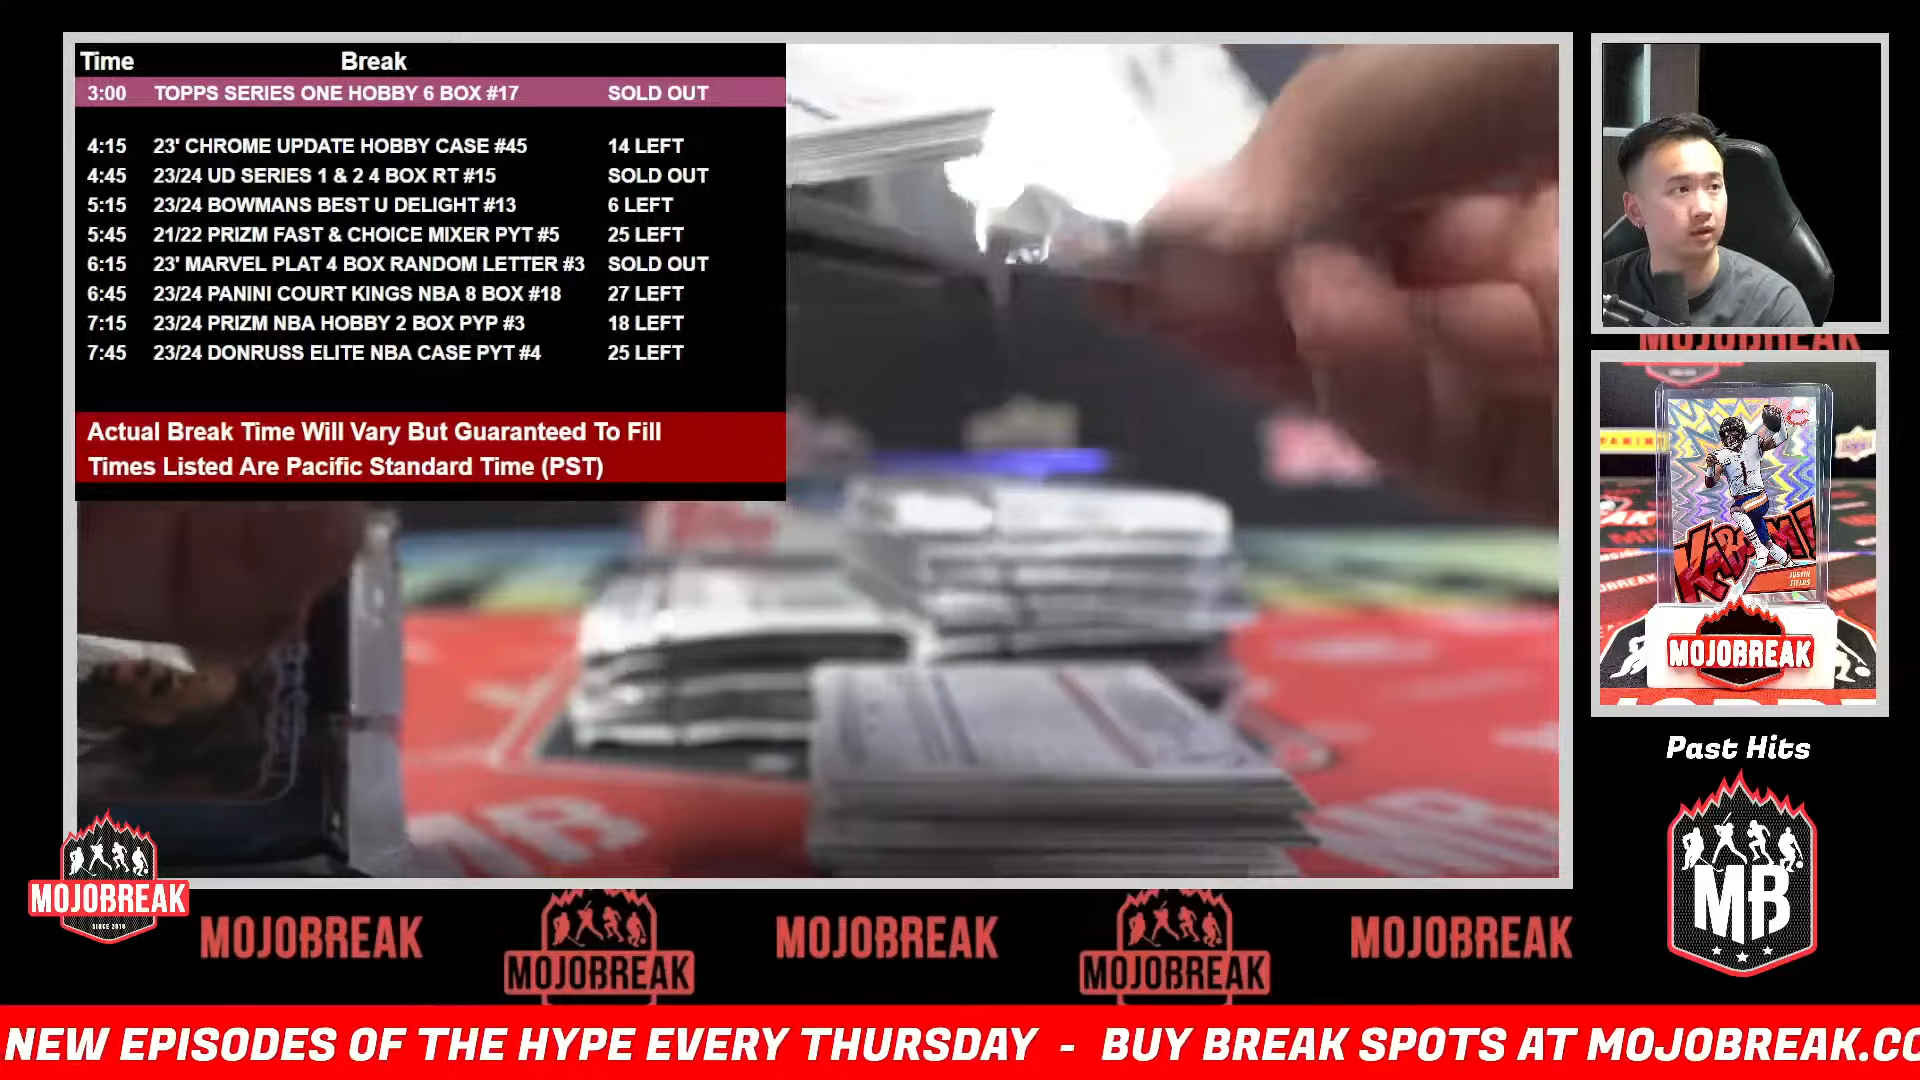 Time Break
3:00 TOPPS SERIES ONE HOBBY 6 BOX #17 SOLD OUT
4:15 23' CHROME UPDATE HOBBY CASE #45 14 LEFT
4:45 23/24 UD SERIES 1 & 2 4 BOX RT #15 SOLD OUT
5:15 23/24 BOWMANS BEST U DELIGHT #13 6 LEFT
5:45 21/22 PRIZM FAST & CHOICE MIXER PYT #5 25 LEFT
6:15 23' MARVEL PLAT 4 BOX RANDOM LETTER #3 SOLD OUT
6:45 23/24 PANINI COURT KINGS NBA 8 BOX #18 27 LEFT
7:15 23/24 PRIZM NBA HOBBY 2 BOX PYP #3 18 LEFT
7:45 23/24 DONRUSS ELITE NBA CASE PYT #4 25 LEFT
Actual Break Time Will Vary But Guaranteed To Fill
Times Listed Are Pacific Standard Time (PST)
MOJOBREAK
PANINI
1
JUSTIN
FIELDS
MOJOBREAK
Past Hits
MB
MOJOBREAK
SINCE 2010
MOJOBREAK
MOJOBREAK
MOJOBREAK
MOJOBREAK
MOJOBREAK
NEW EPISODES OF THE HYPE EVERY THURSDAY - BUY BREAK SPOTS AT MOJOBREAK.CO